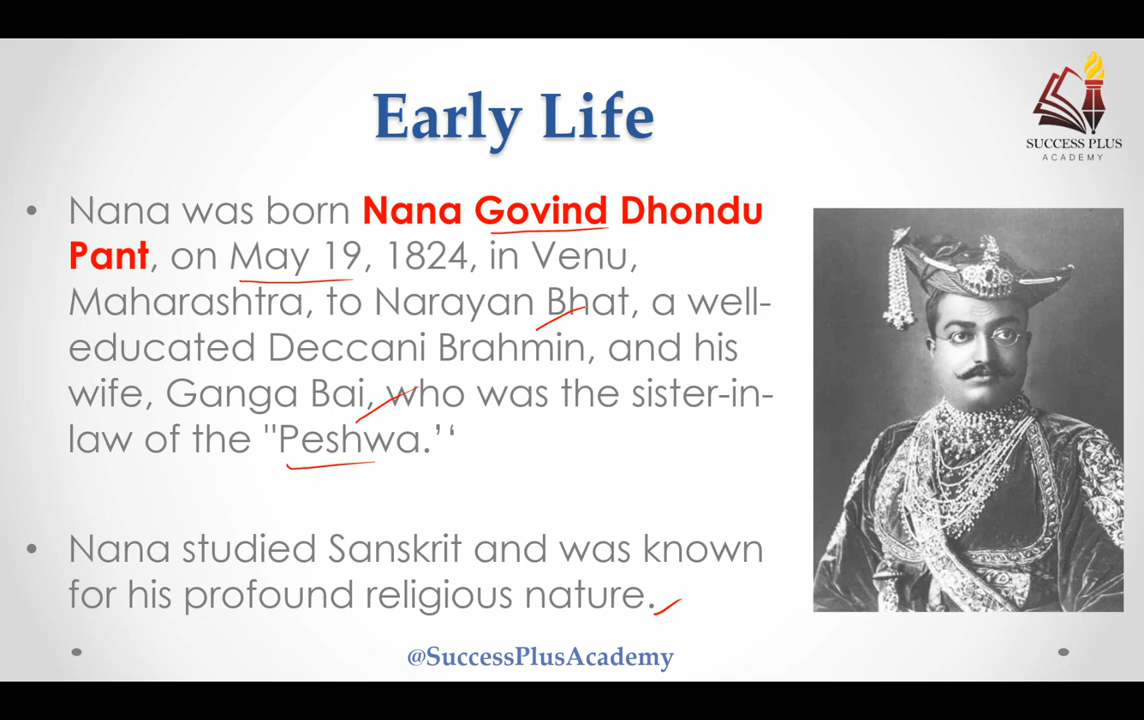 Early Life
SUCCESS PLUS
ACADEMY
• Nana was born Nana Govind Dhondu
Pant, on May 19, 1824, in Venu,
Maharashtra, to Narayan Bhat, a well-
educated Deccani Brahmin, and his
wife, Ganga Bai, who was the sister-in-
law of the "Peshwa.’‘
• Nana studied Sanskrit and was known
for his profound religious nature.
@SuccessPlusAcademy